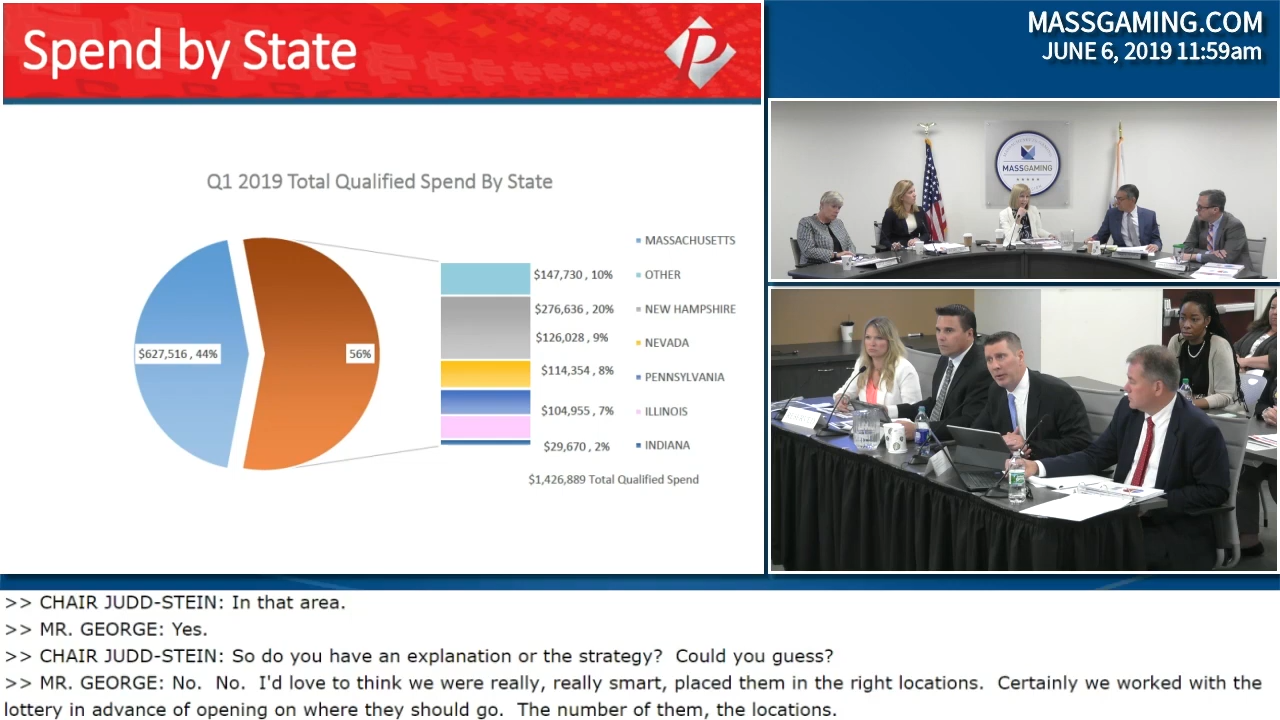 Spend by State
MASSGAMING.COM
JUNE 6, 2019 11:59am
Q1 2019 Total Qualified Spend By State
$627,516 , 44%
56%
$147,730 , 10%
$276,636 , 20%
$126,028 , 9%
$114,354 , 8%
$104,955 , 7%
$29,670 , 2%
MASSACHUSETTS
OTHER
NEW HAMPSHIRE
NEVADA
PENNSYLVANIA
ILLINOIS
INDIANA
$1,426,889 Total Qualified Spend
MASSGAMING
>> CHAIR JUDD-STEIN: In that area.
>> MR. GEORGE: Yes.
>> CHAIR JUDD-STEIN: So do you have an explanation or the strategy?  Could you guess?
>> MR. GEORGE: No.  No.  I'd love to think we were really, really smart, placed them in the right locations.  Certainly we worked with the
lottery in advance of opening on where they should go.  The number of them, the locations.